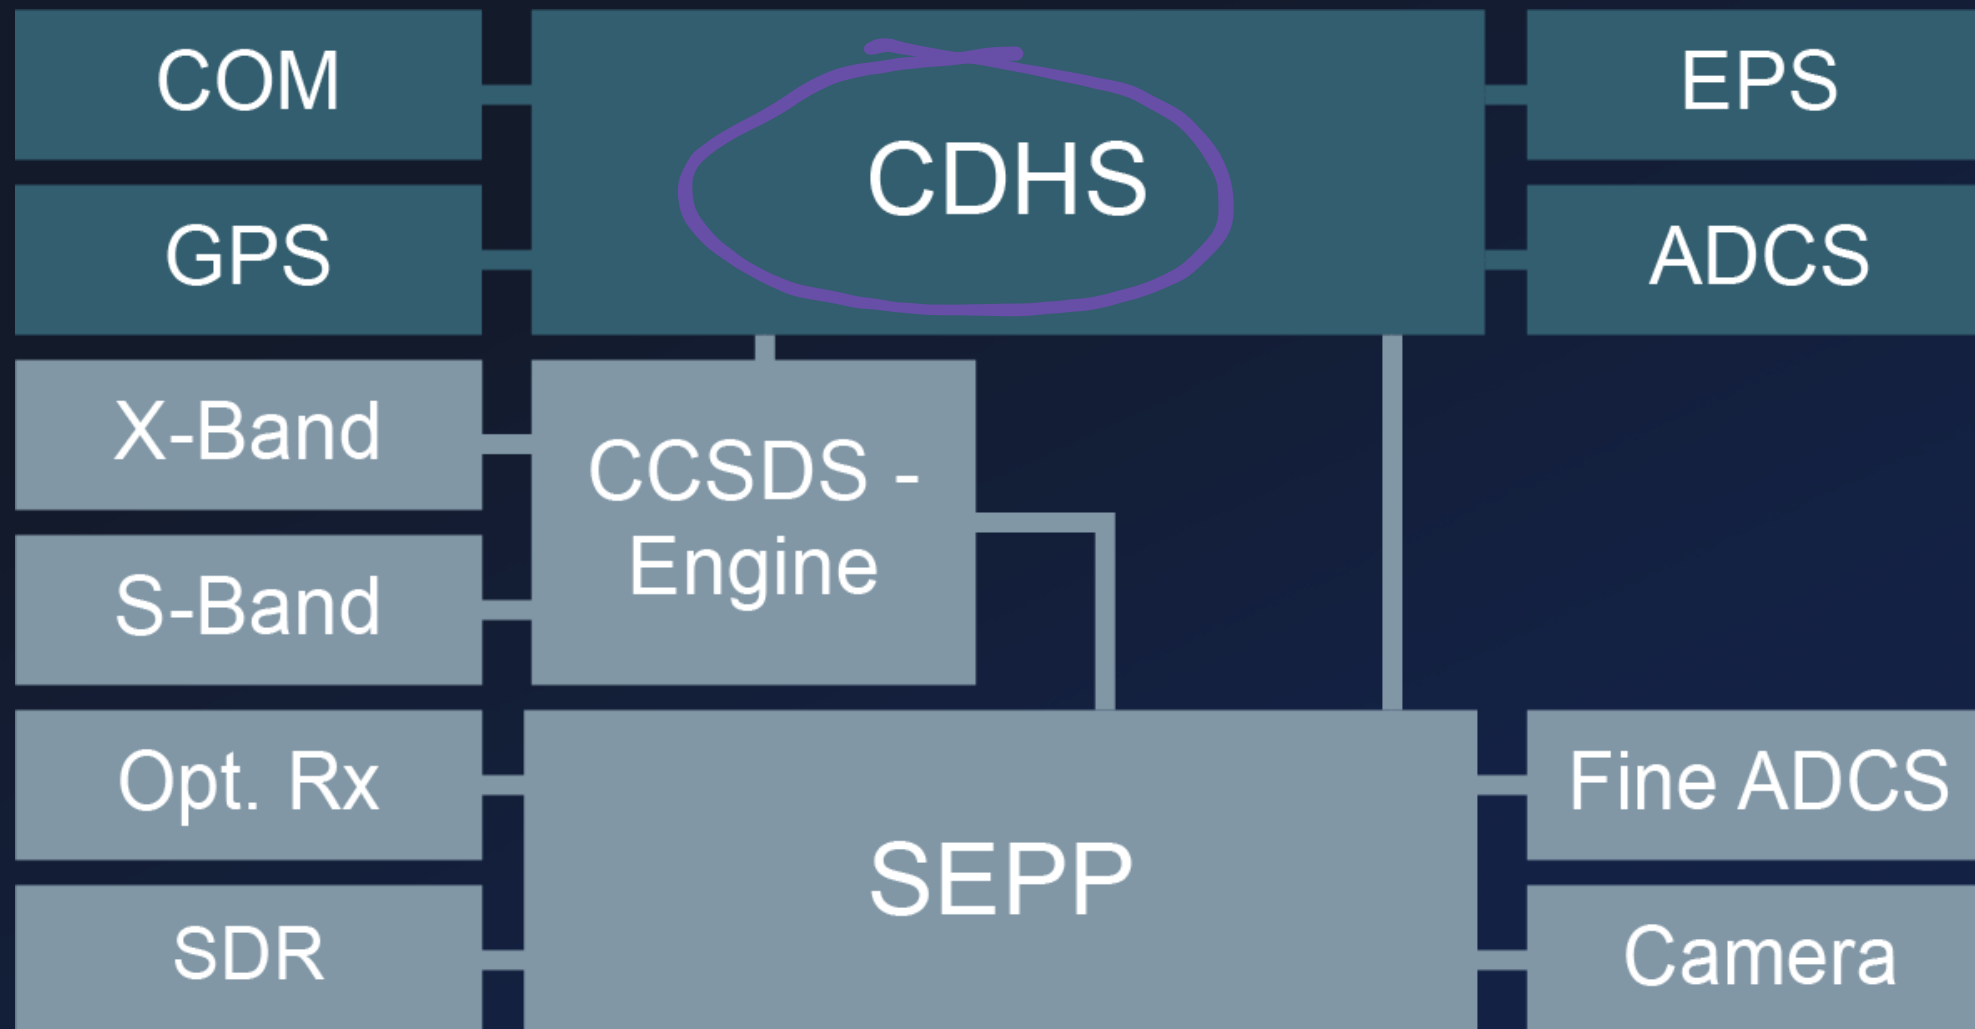 COM
CDHS
EPS
GPS
ADCS
X-Band
CCSDS -
Engine
S-Band
Opt. Rx
SEPP
Fine ADCS
SDR
Camera